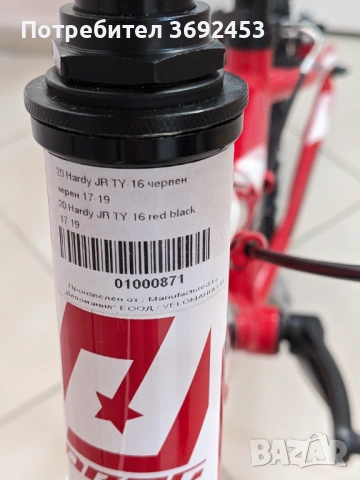 Потребител 3692453
20 Hardy JR TY-16 червен
черен 17-19
20 Hardy JR TY-16 red black
17-19
01000871
Произведен от / Manufactured by
ЕООД / VELOMANIA
bazar